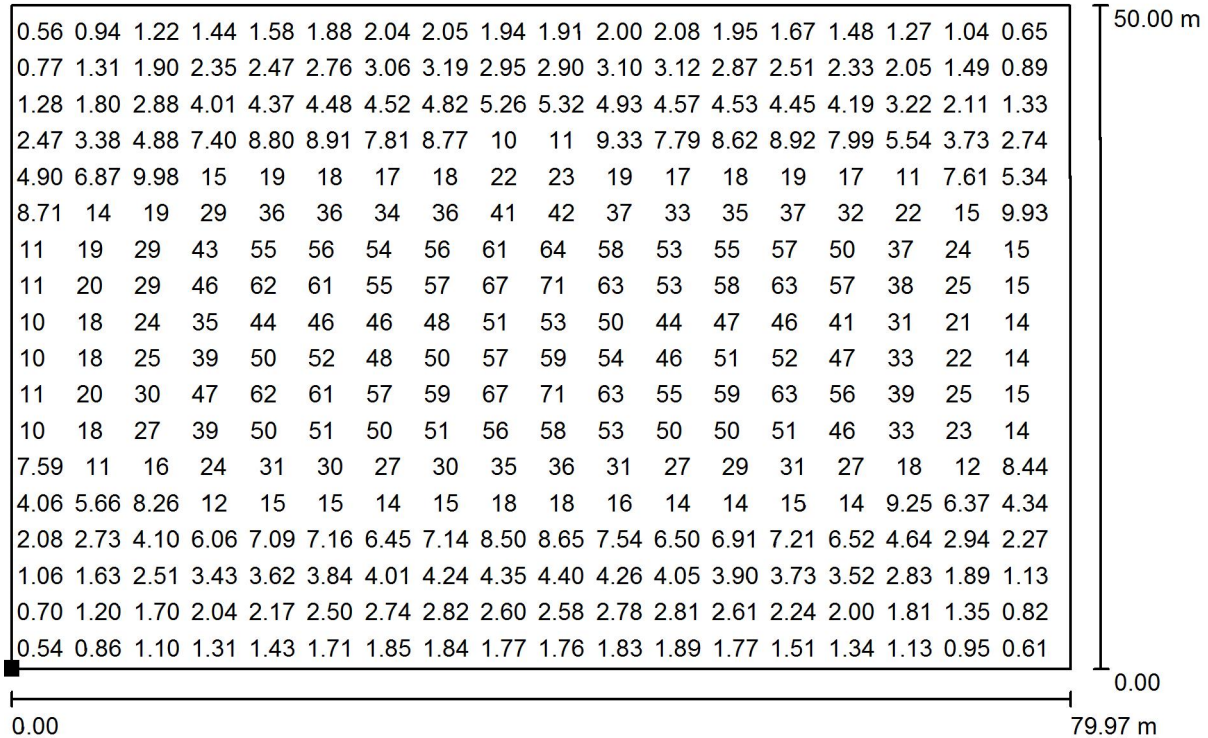 50.00 m
0.56 0.94 1.22 1.44 1.58 1.88 2.04 2.05 1.94 1.91 2.00 2.08 1.95 1.67 1.48 1.27 1.04 0.65
0.77 1.31 1.90 2.35 2.47 2.76 3.06 3.19 2.95 2.90 3.10 3.12 2.87 2.51 2.33 2.05 1.49 0.89
1.28 1.80 2.88 4.01 4.37 4.48 4.52 4.82 5.26 5.32 4.93 4.57 4.53 4.45 4.19 3.22 2.11 1.33
2.47 3.38 4.88 7.40 8.80 8.91 7.81 8.77 10 11 9.33 7.79 8.62 8.92 7.99 5.54 3.73 2.74
4.90 6.87 9.98 15 19 18 17 18 22 23 19 17 18 19 17 11 7.61 5.34
8.71 14 19 29 36 36 34 36 41 42 37 33 35 37 32 22 15 9.93
11 19 29 43 55 56 54 56 61 64 58 53 55 57 50 37 24 15
11 20 29 46 62 61 55 57 67 71 63 53 58 63 57 38 25 15
10 18 24 35 44 46 46 48 51 53 50 44 47 46 41 31 21 14
10 18 25 39 50 52 48 50 57 59 54 46 51 52 47 33 22 14
11 20 30 47 62 61 57 59 67 71 63 55 59 63 56 39 25 15
10 18 27 39 50 51 50 51 56 58 53 50 50 51 46 33 23 14
7.59 11 16 24 31 30 27 30 35 36 31 27 29 31 27 18 12 8.44
4.06 5.66 8.26 12 15 15 14 15 18 18 16 14 14 15 14 9.25 6.37 4.34
2.08 2.73 4.10 6.06 7.09 7.16 6.45 7.14 8.50 8.65 7.54 6.50 6.91 7.21 6.52 4.64 2.94 2.27
1.06 1.63 2.51 3.43 3.62 3.84 4.01 4.24 4.35 4.40 4.26 4.05 3.90 3.73 3.52 2.83 1.89 1.13
0.70 1.20 1.70 2.04 2.17 2.50 2.74 2.82 2.60 2.58 2.78 2.81 2.61 2.24 2.00 1.81 1.35 0.82
0.54 0.86 1.10 1.31 1.43 1.71 1.85 1.84 1.77 1.76 1.83 1.89 1.77 1.51 1.34 1.13 0.95 0.61
0.00
0.00 79.97 m